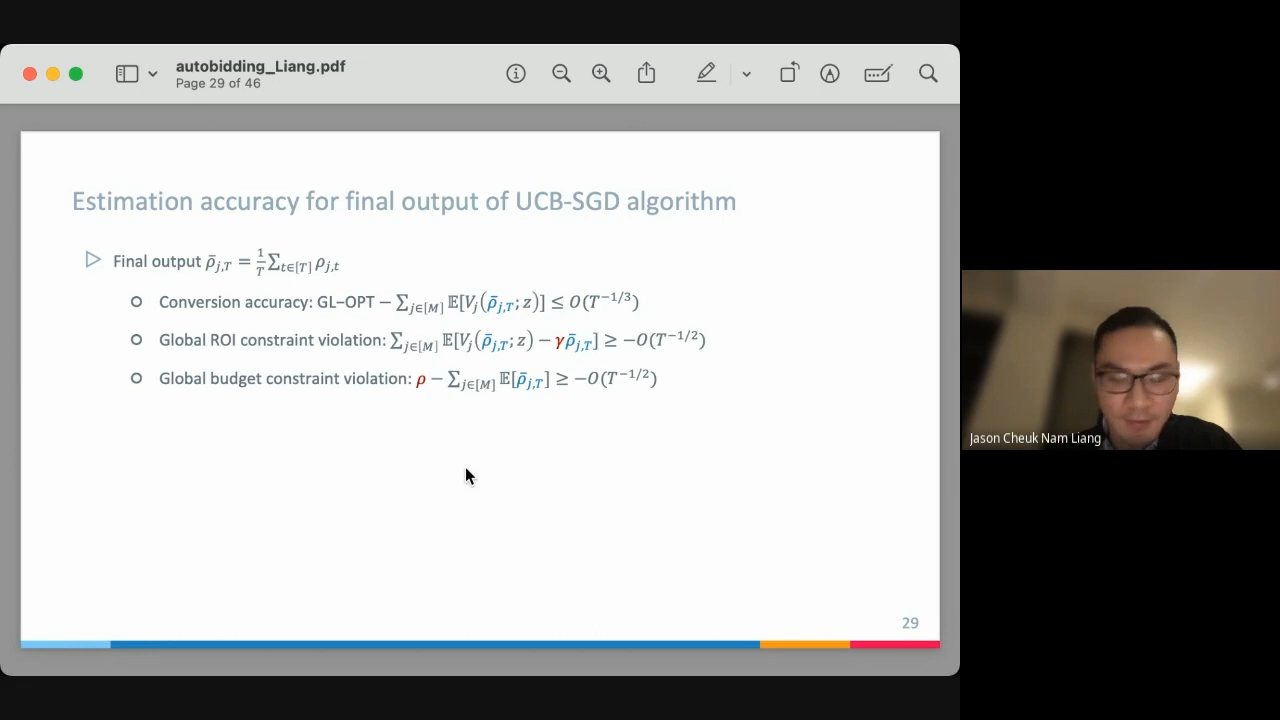 autobidding_Liang.pdf
Page 29 of 46
Estimation accuracy for final output of UCB-SGD algorithm
Final output ρ̄_{j,T} = 1/T ∑_{t∈[T]} ρ_{j,t}
Conversion accuracy: GL−OPT − ∑_{j∈[M]} 𝔼[V_j(ρ̄_{j,T}; z)] ≤ O(T^{−1/3})
Global ROI constraint violation: ∑_{j∈[M]} 𝔼[V_j(ρ̄_{j,T}; z) − γρ̄_{j,T}] ≥ −O(T^{−1/2})
Global budget constraint violation: ρ − ∑_{j∈[M]} 𝔼[ρ̄_{j,T}] ≥ −O(T^{−1/2})
29
Jason Cheuk Nam Liang